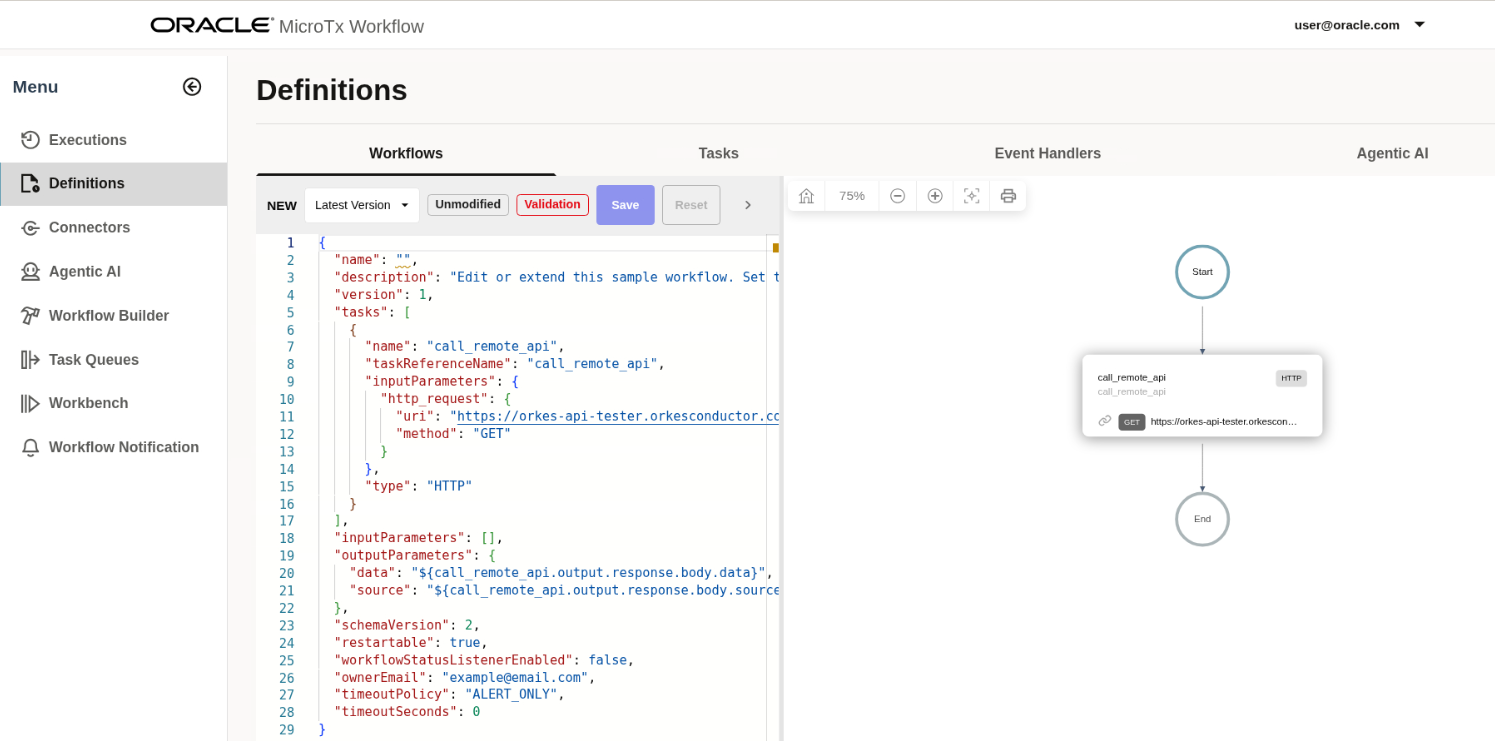 ORACLE® MicroTx Workflow
user@oracle.com
Menu
Executions
Definitions
Connectors
Agentic AI
Workflow Builder
Task Queues
Workbench
Workflow Notification
Definitions
Workflows Tasks Event Handlers Agentic AI
NEW Latest Version Unmodified Validation Save Reset
75%
1 {
2 "name": "",
3 "description": "Edit or extend this sample workflow. Set t
4 "version": 1,
5 "tasks": [
6 {
7 "name": "call_remote_api",
8 "taskReferenceName": "call_remote_api",
9 "inputParameters": {
10 "http_request": {
11 "uri": "https://orkes-api-tester.orkesconductor.co
12 "method": "GET"
13 }
14 },
15 "type": "HTTP"
16 }
17 ],
18 "inputParameters": [],
19 "outputParameters": {
20 "data": "${call_remote_api.output.response.body.data}",
21 "source": "${call_remote_api.output.response.body.source
22 },
23 "schemaVersion": 2,
24 "restartable": true,
25 "workflowStatusListenerEnabled": false,
26 "ownerEmail": "example@email.com",
27 "timeoutPolicy": "ALERT_ONLY",
28 "timeoutSeconds": 0
29 }
Start
call_remote_api HTTP
call_remote_api
GET https://orkes-api-tester.orkescon...
End